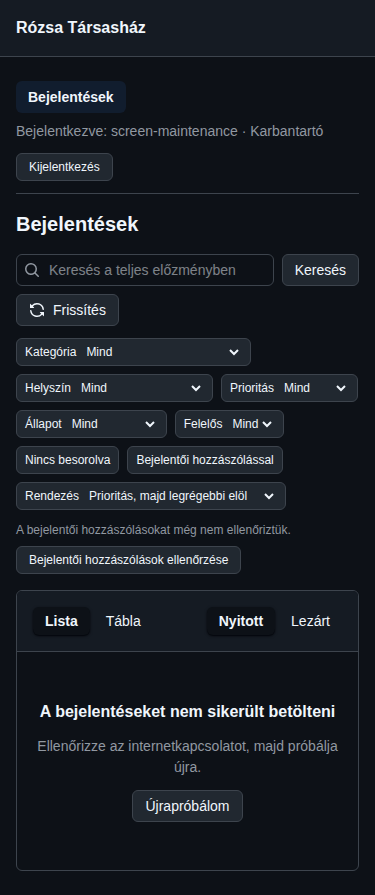 Rózsa Társasház
Bejelentések
Bejelentkezve: screen-maintenance · Karbantartó
Kijelentkezés
Bejelentések
Keresés a teljes előzményben
Keresés
Frissítés
Kategória Mind
Helyszín Mind
Prioritás Mind
Állapot Mind
Felelős Mind
Nincs besorolva
Bejelentői hozzászólással
Rendezés Prioritás, majd legrégebbi elöl
A bejelentői hozzászólásokat még nem ellenőriztük.
Bejelentői hozzászólások ellenőrzése
Lista
Tábla
Nyitott
Lezárt
A bejelentéseket nem sikerült betölteni
Ellenőrizze az internetkapcsolatot, majd próbálja
újra.
Újrapróbálom